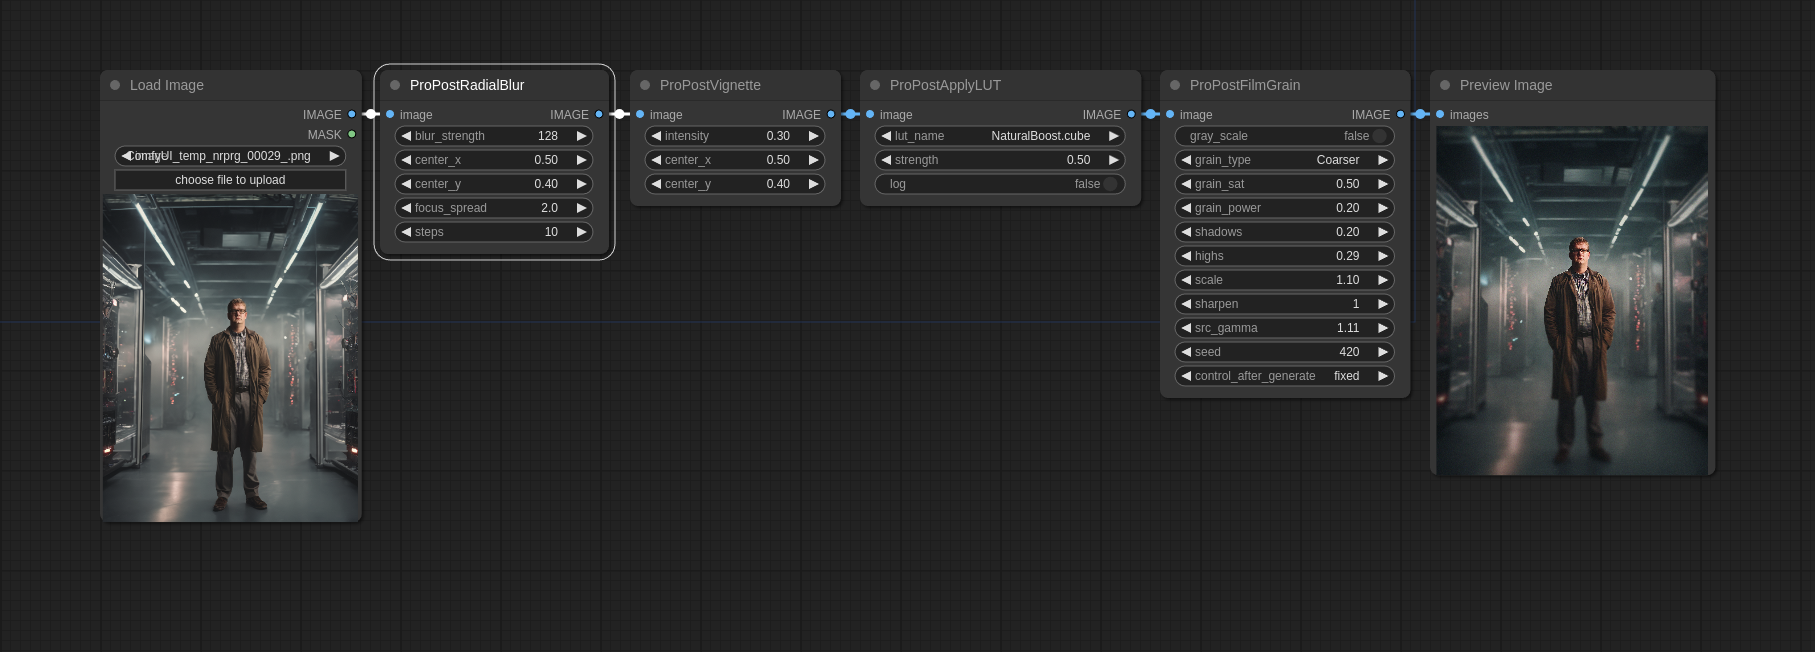 Load Image
IMAGE
MASK
ComfyUI_temp_nrprg_00029_.png
choose file to upload
ProPostRadialBlur
image IMAGE
blur_strength 128
center_x 0.50
center_y 0.40
focus_spread 2.0
steps 10
ProPostVignette
image IMAGE
intensity 0.30
center_x 0.50
center_y 0.40
ProPostApplyLUT
image IMAGE
lut_name NaturalBoost.cube
strength 0.50
log false
ProPostFilmGrain
image IMAGE
gray_scale false
grain_type Coarser
grain_sat 0.50
grain_power 0.20
shadows 0.20
highs 0.29
scale 1.10
sharpen 1
src_gamma 1.11
seed 420
control_after_generate fixed
Preview Image
images